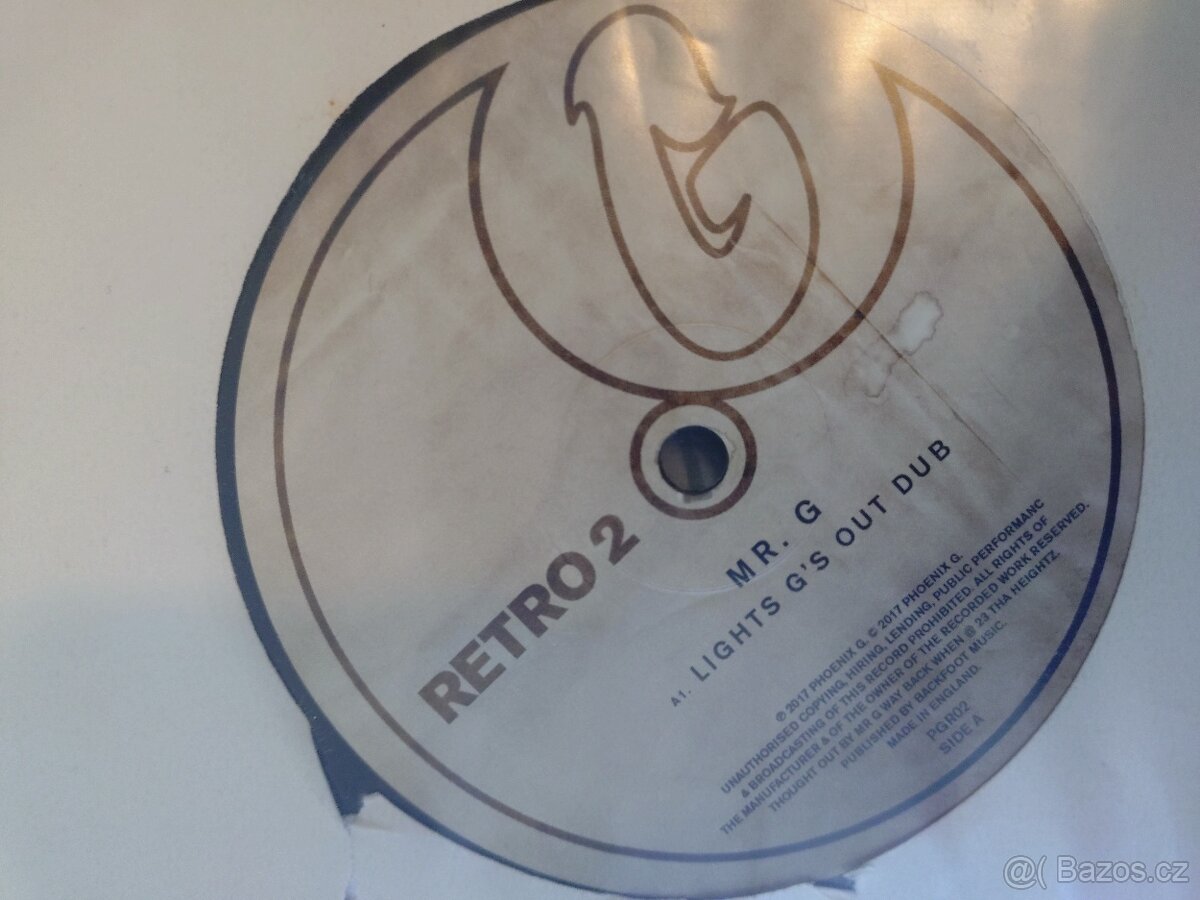 RETRO 2
MR. G
A1. LIGHTS G'S OUT DUB
℗ 2017 PHOENIX G. © 2017 PHOENIX G.
UNAUTHORISED COPYING, HIRING, LENDING, PUBLIC PERFORMANC
& BROADCASTING OF THIS RECORD PROHIBITED. ALL RIGHTS OF
THE MANUFACTURER & OF THE OWNER OF THE RECORDED WORK RESERVED.
THOUGHT OUT BY MR G WAY BACK WHEN @ 23 THA HEIGHTZ.
PUBLISHED BY BACKFOOT MUSIC.
MADE IN ENGLAND.
PGR02
SIDE A
@( Bazos.cz